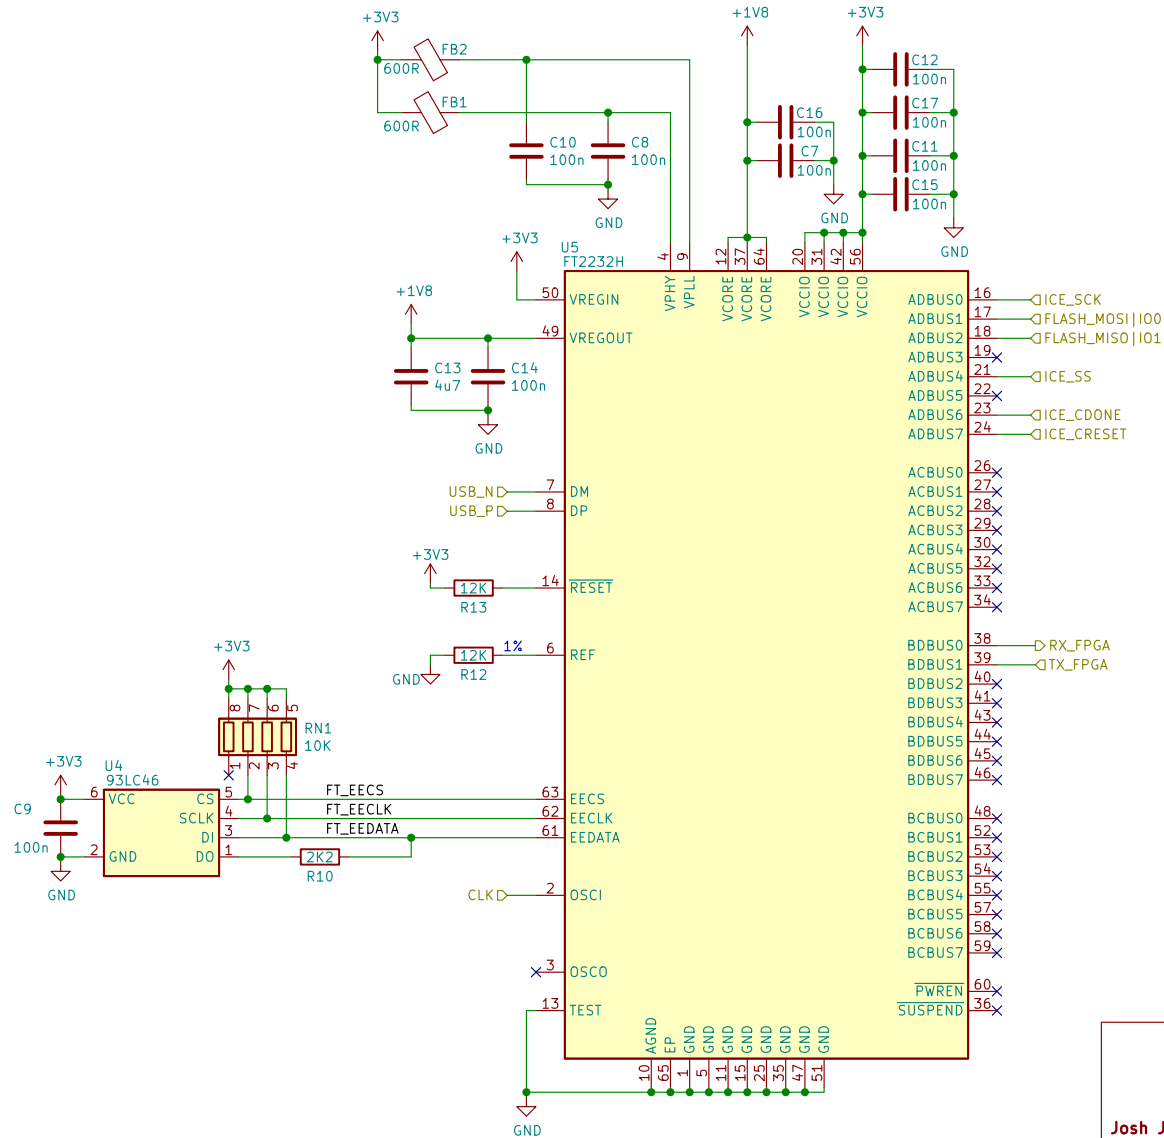 +3V3
+1V8
+3V3
FB2
600R
FB1
600R
C10
100n
C8
100n
GND
C16
100n
C7
100n
GND
C12
100n
C17
100n
C11
100n
C15
100n
GND
+3V3
U5
FT2232H
4
9
12
37
64
20
31
42
56
VPHY
VPLL
VCORE
VCORE
VCORE
VCCIO
VCCIO
VCCIO
VCCIO
50 VREGIN
+1V8
49 VREGOUT
C13
4u7
C14
100n
GND
USB_N 7 DM
USB_P 8 DP
+3V3
12K
R13
14 RESET
12K 1%
R12
GND
6 REF
ADBUS0 16 ICE_SCK
ADBUS1 17 FLASH_MOSI|IO0
ADBUS2 18 FLASH_MISO|IO1
ADBUS3 19
ADBUS4 21 ICE_SS
ADBUS5 22
ADBUS6 23 ICE_CDONE
ADBUS7 24 ICE_CRESET
ACBUS0 26
ACBUS1 27
ACBUS2 28
ACBUS3 29
ACBUS4 30
ACBUS5 32
ACBUS6 33
ACBUS7 34
BDBUS0 38 RX_FPGA
BDBUS1 39 TX_FPGA
BDBUS2 40
BDBUS3 41
BDBUS4 43
BDBUS5 44
BDBUS6 45
BDBUS7 46
+3V3
8 7 6 5
RN1
10K
1 2 3 4
+3V3
U4
93LC46
C9
100n
GND
6 VCC
2 GND
CS 5 FT_EECS 63 EECS
SCLK 4 FT_EECLK 62 EECLK
DI 3 FT_EEDATA 61 EEDATA
DO 1 2K2
R10
CLK 2 OSCI
3 OSCO
13 TEST
BCBUS0 48
BCBUS1 52
BCBUS2 53
BCBUS3 54
BCBUS4 55
BCBUS5 57
BCBUS6 58
BCBUS7 59
PWREN 60
SUSPEND 36
AGND
EP
GND
GND
GND
GND
GND
GND
GND
GND
10
65
1
5
11
15
25
35
47
51
GND
Josh J